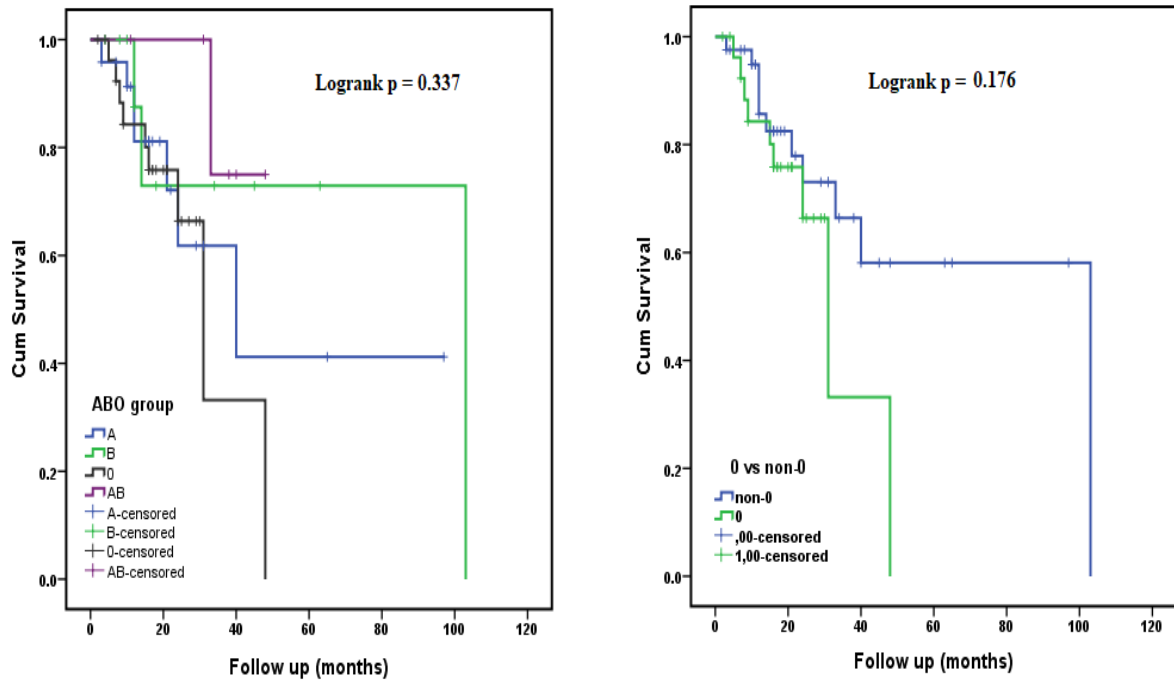 Logrank p = 0.337
Cum Survival
1.0
0.8
0.6
0.4
0.2
0.0
ABO group
A
B
0
AB
A-censored
B-censored
0-censored
AB-censored
0 20 40 60 80 100 120
Follow up (months)
Logrank p = 0.176
Cum Survival
1.0
0.8
0.6
0.4
0.2
0.0
0 vs non-0
non-0
0
,00-censored
1,00-censored
0 20 40 60 80 100 120
Follow up (months)